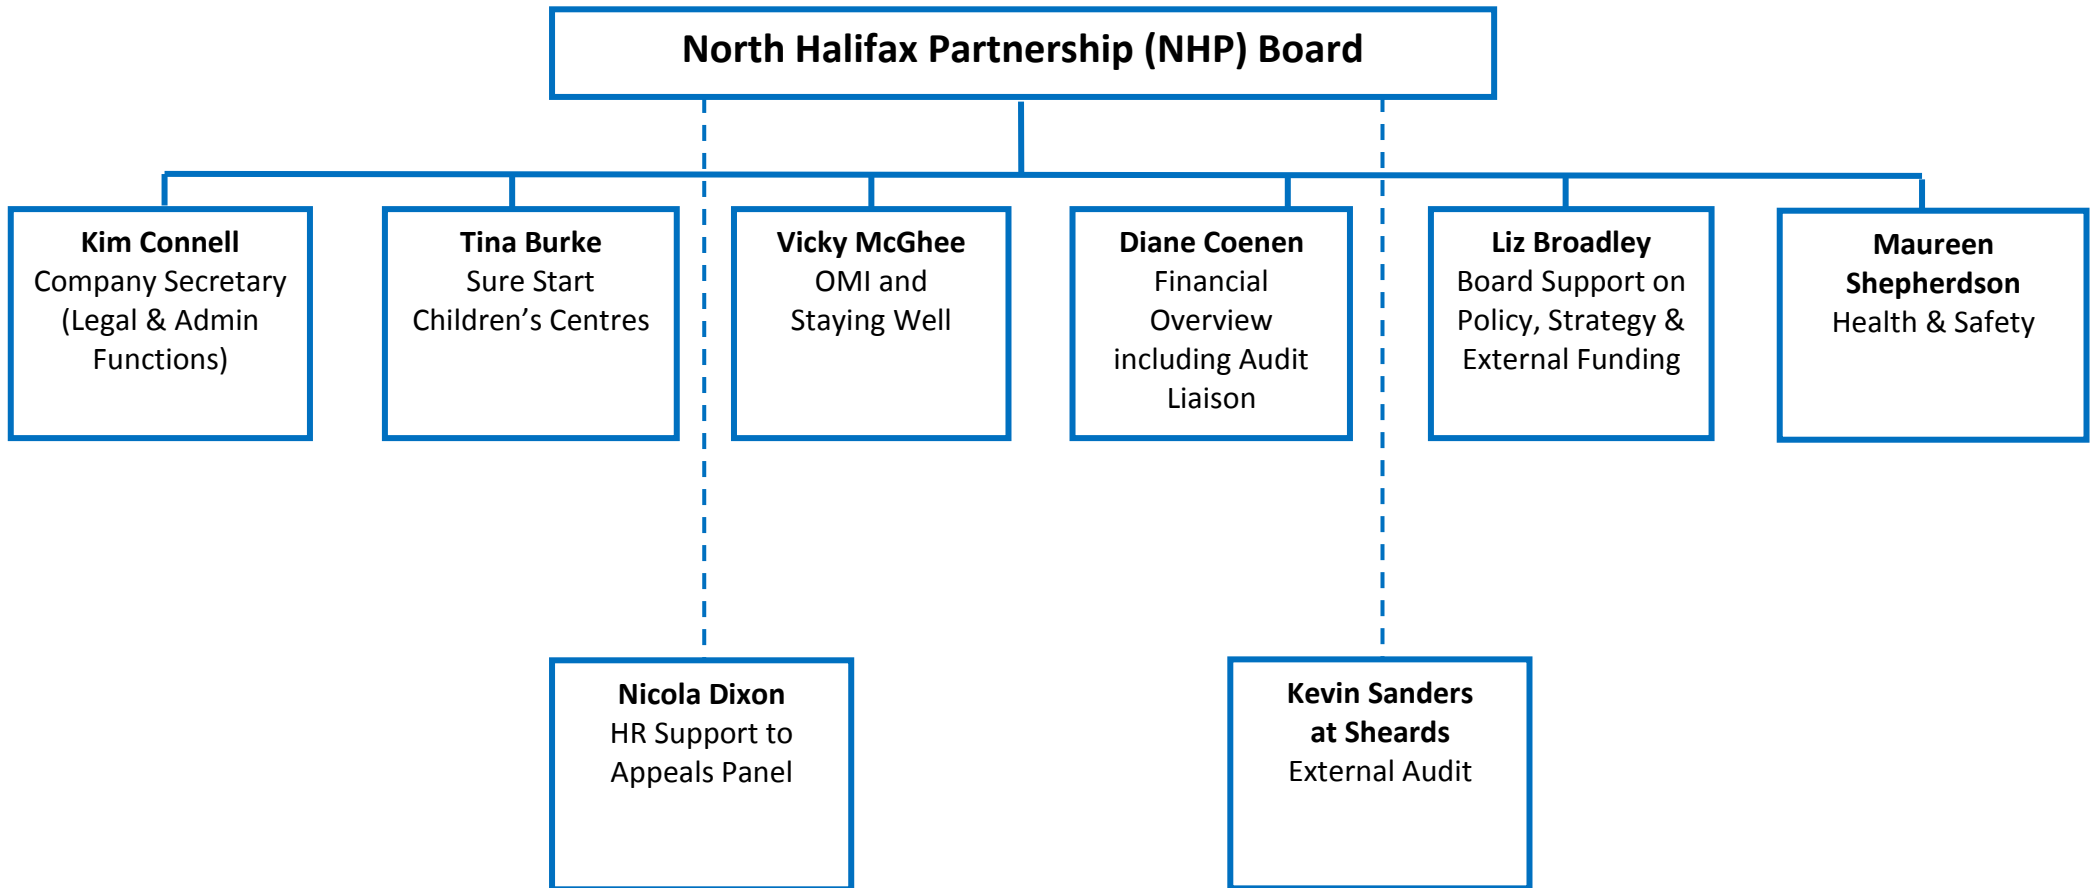 North Halifax Partnership (NHP) Board
Kim Connell
Company Secretary
(Legal & Admin
Functions)
Tina Burke
Sure Start
Children’s Centres
Vicky McGhee
OMI and
Staying Well
Diane Coenen
Financial
Overview
including Audit
Liaison
Liz Broadley
Board Support on
Policy, Strategy &
External Funding
Maureen
Shepherdson
Health & Safety
Nicola Dixon
HR Support to
Appeals Panel
Kevin Sanders
at Sheards
External Audit